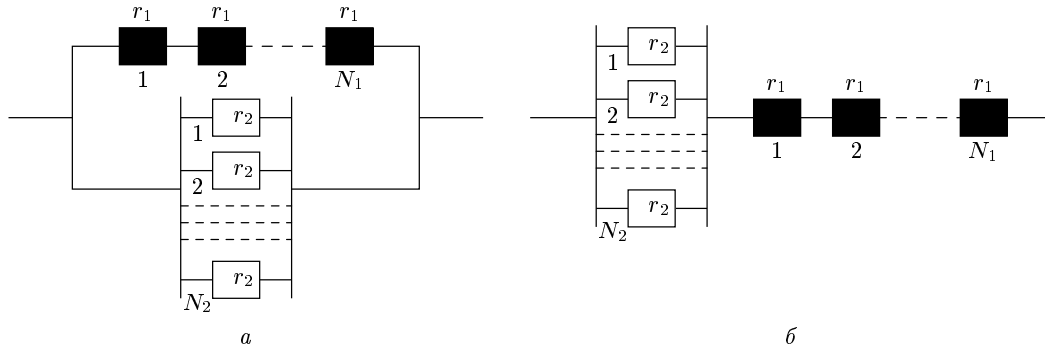 r₁ r₁ r₁
1 2 N₁
1 r₂
2 r₂
N₂ r₂
а
1 r₂
2 r₂
N₂ r₂
r₁ r₁ r₁
1 2 N₁
б